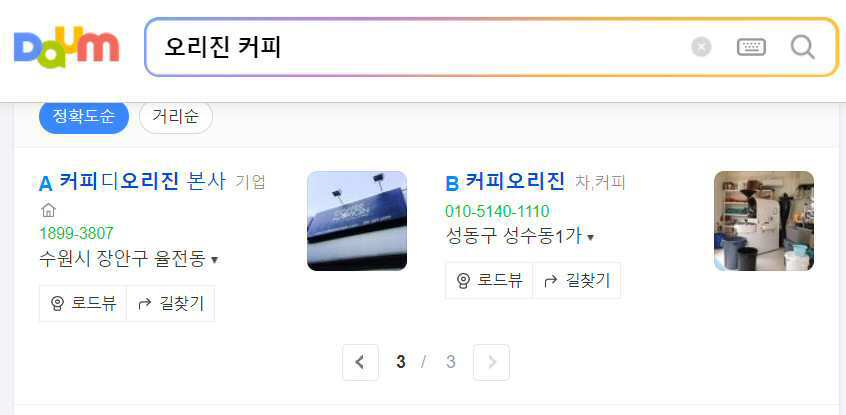 Daum
오리진 커피
정확도순 거리순
A 커피디오리진 본사 기업
1899-3807
수원시 장안구 율전동
로드뷰 길찾기
B 커피오리진 차,커피
010-5140-1110
성동구 성수동1가
로드뷰 길찾기
3 / 3